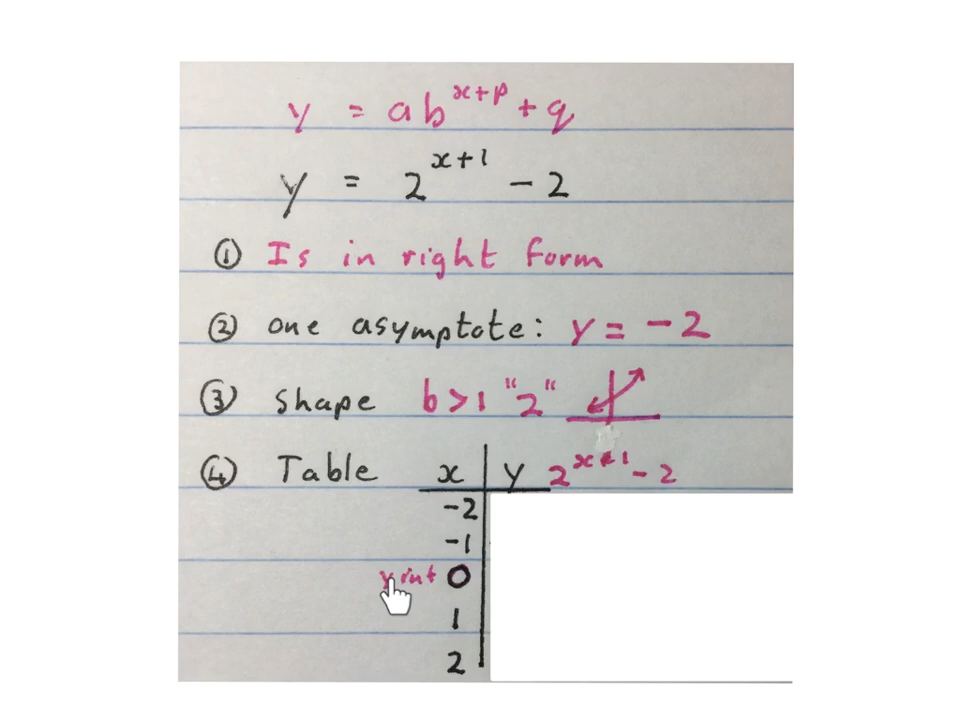 y = ab^(x+p) + q
y = 2^(x+1) - 2
① Is in right form
② one asymptote: y = -2
③ shape b>1 "2"
④ Table x y 2^(x+1) - 2
-2
-1
y int 0
1
2